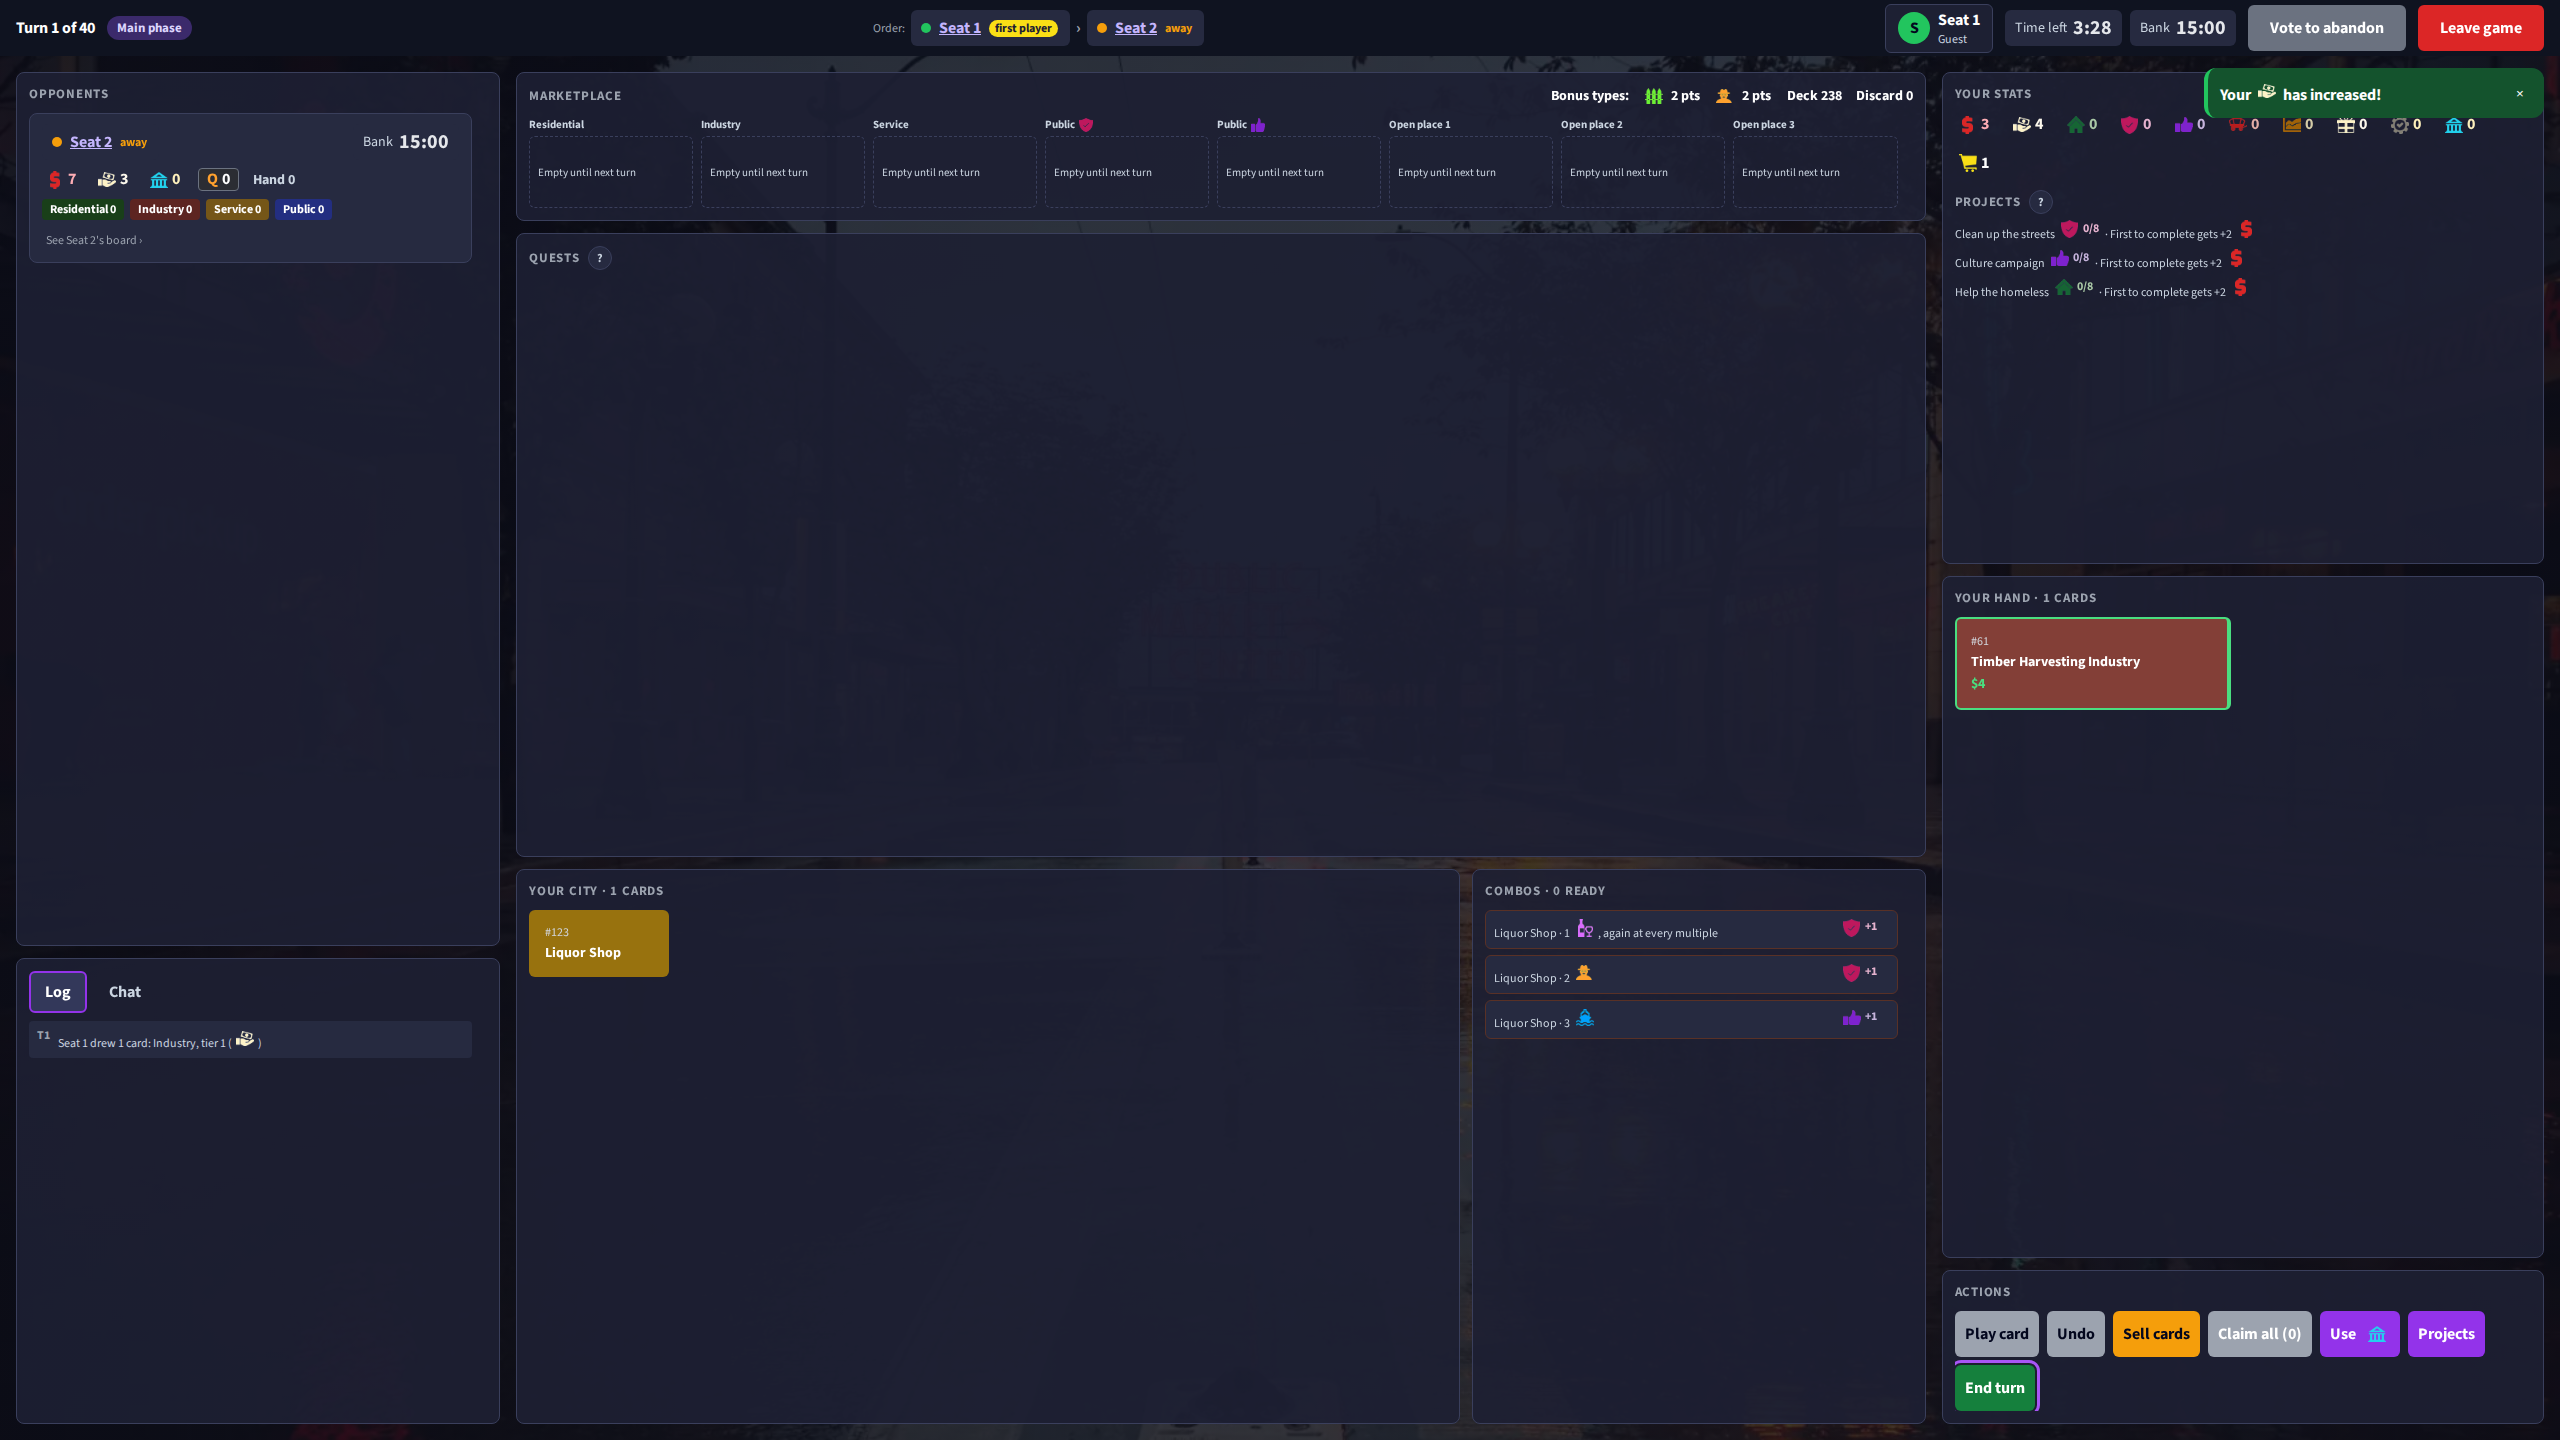 Turn 1 of 40 Main phase
Order: Seat 1 first player › Seat 2 away
S Seat 1 Guest
Time left 3:28 Bank 15:00 Vote to abandon Leave game
OPPONENTS
Seat 2 away Bank 15:00
7 3 0 Q 0 Hand 0
Residential 0 Industry 0 Service 0 Public 0
See Seat 2's board ›
MARKETPLACE
Bonus types: 2 pts 2 pts Deck 238 Discard 0
Residential Industry Service Public Public Open place 1 Open place 2 Open place 3
Empty until next turn Empty until next turn Empty until next turn Empty until next turn Empty until next turn Empty until next turn Empty until next turn Empty until next turn
QUESTS ?
YOUR STATS
Your has increased! ×
3 4 0 0 0 0 0 0 0 0
1
PROJECTS ?
Clean up the streets 0/8 · First to complete gets +2
Culture campaign 0/8 · First to complete gets +2
Help the homeless 0/8 · First to complete gets +2
YOUR HAND · 1 CARDS
#61
Timber Harvesting Industry
$4
YOUR CITY · 1 CARDS
#123
Liquor Shop
COMBOS · 0 READY
Liquor Shop · 1 , again at every multiple +1
Liquor Shop · 2 +1
Liquor Shop · 3 +1
Log Chat
T1 Seat 1 drew 1 card: Industry, tier 1 ( )
ACTIONS
Play card Undo Sell cards Claim all (0) Use Projects
End turn